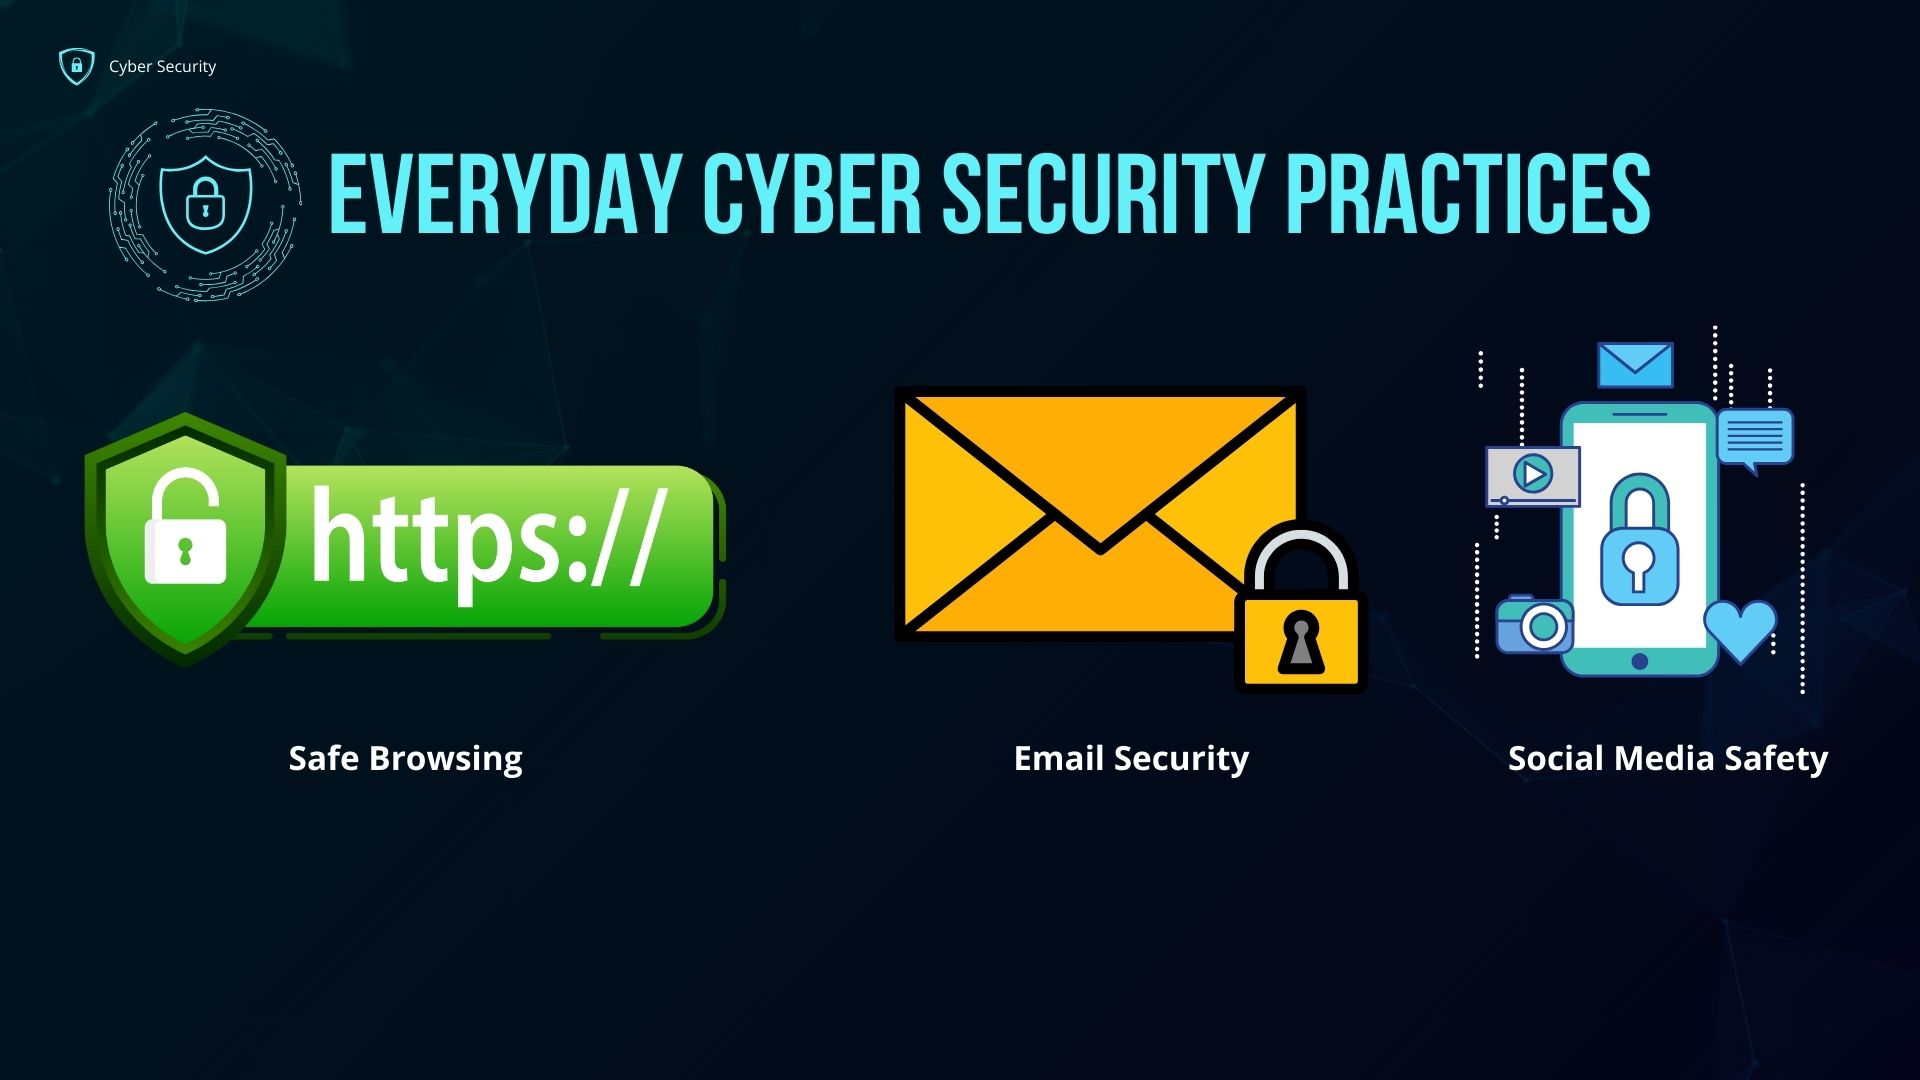 Cyber Security
EVERYDAY CYBER SECURITY PRACTICES
https://
Safe Browsing
Email Security
Social Media Safety